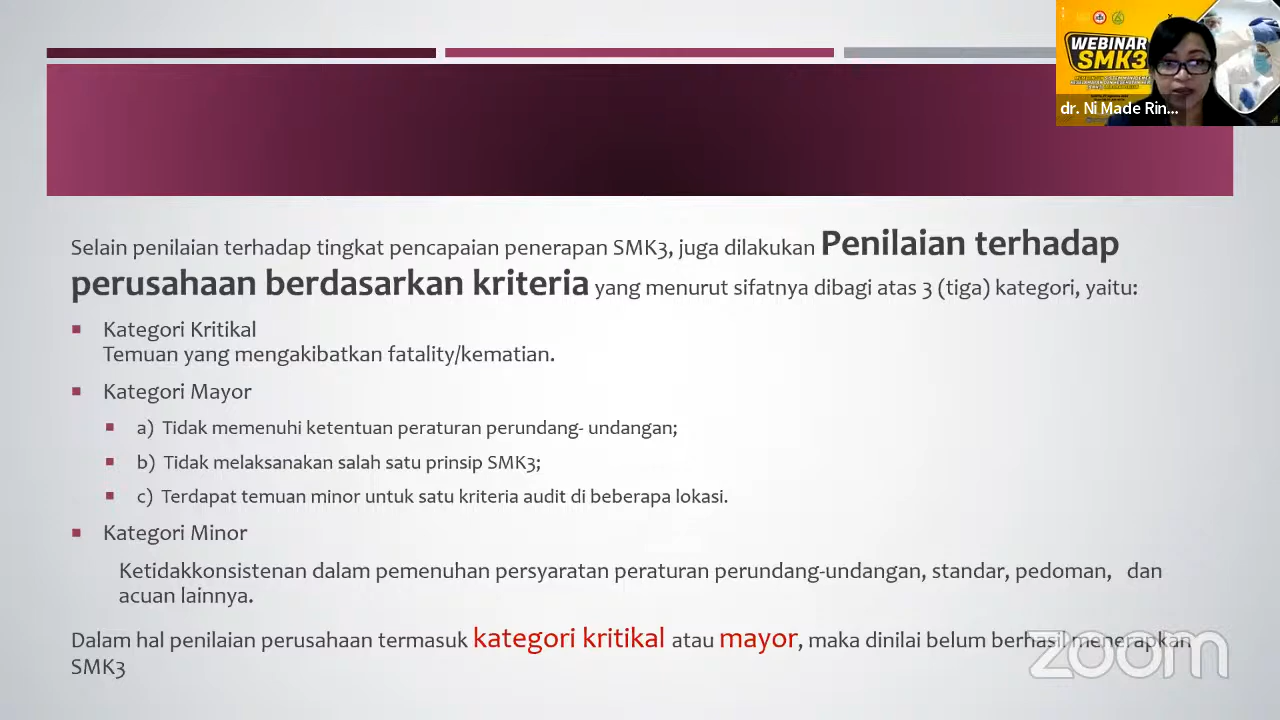 WEBINAR
SMK3
dr. Ni Made Rin...
Selain penilaian terhadap tingkat pencapaian penerapan SMK3, juga dilakukan Penilaian terhadap
perusahaan berdasarkan kriteria yang menurut sifatnya dibagi atas 3 (tiga) kategori, yaitu:
Kategori Kritikal
Temuan yang mengakibatkan fatality/kematian.
Kategori Mayor
a) Tidak memenuhi ketentuan peraturan perundang- undangan;
b) Tidak melaksanakan salah satu prinsip SMK3;
c) Terdapat temuan minor untuk satu kriteria audit di beberapa lokasi.
Kategori Minor
Ketidakkonsistenan dalam pemenuhan persyaratan peraturan perundang-undangan, standar, pedoman, dan
acuan lainnya.
Dalam hal penilaian perusahaan termasuk kategori kritikal atau mayor, maka dinilai belum berhasil menerapkan
SMK3
zoom